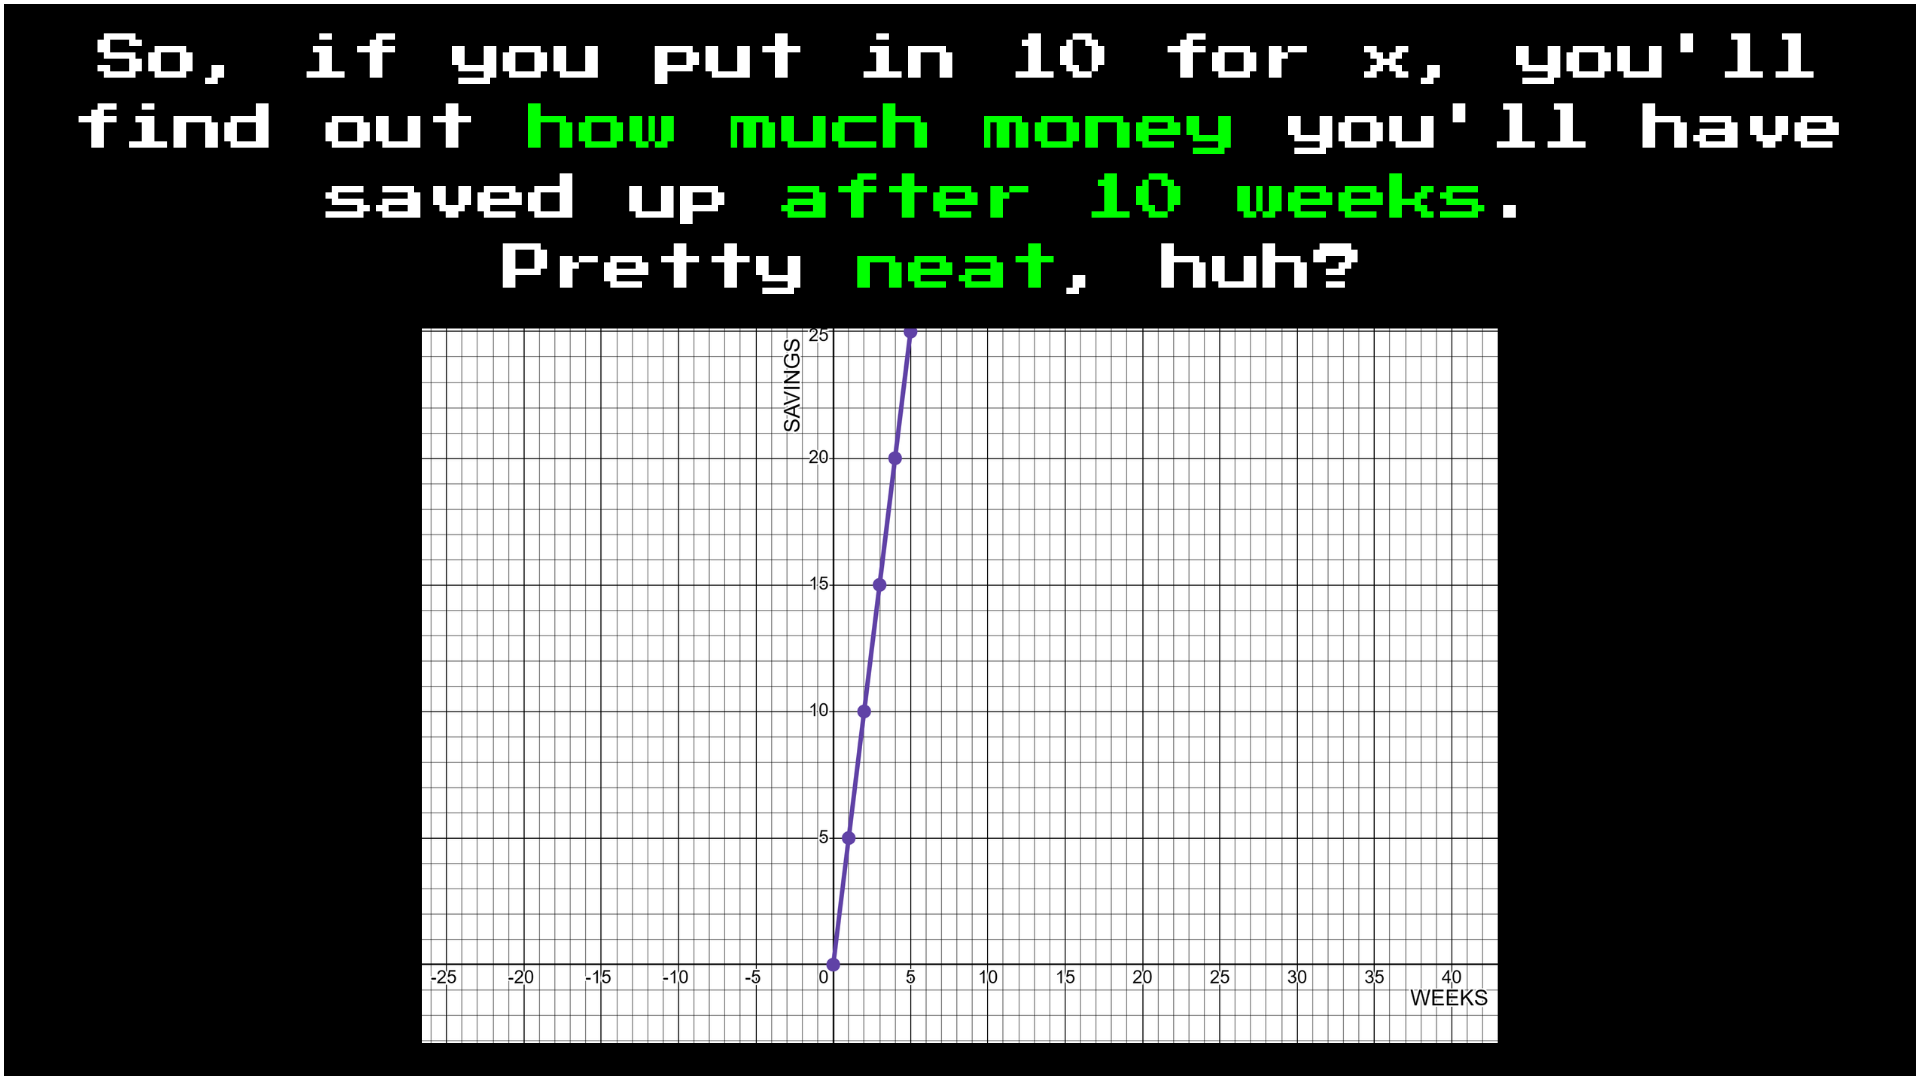 So, if you put in 10 for x, you'll
find out how much money you'll have
saved up after 10 weeks.
Pretty neat, huh?
SAVINGS
25
20
15
10
5
-25 -20 -15 -10 -5 0 5 10 15 20 25 30 35 40
WEEKS